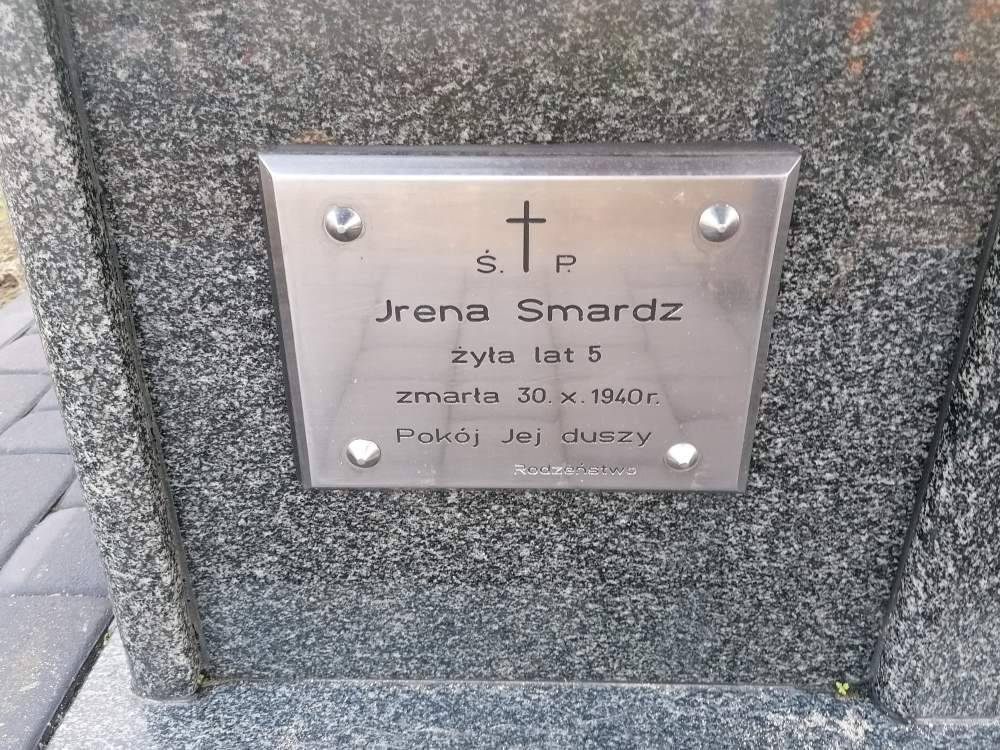 Ś. P.
Jrena Smardz
żyła lat 5
zmarła 30. x. 1940 r.
Pokój Jej duszy
Rodzeństwo